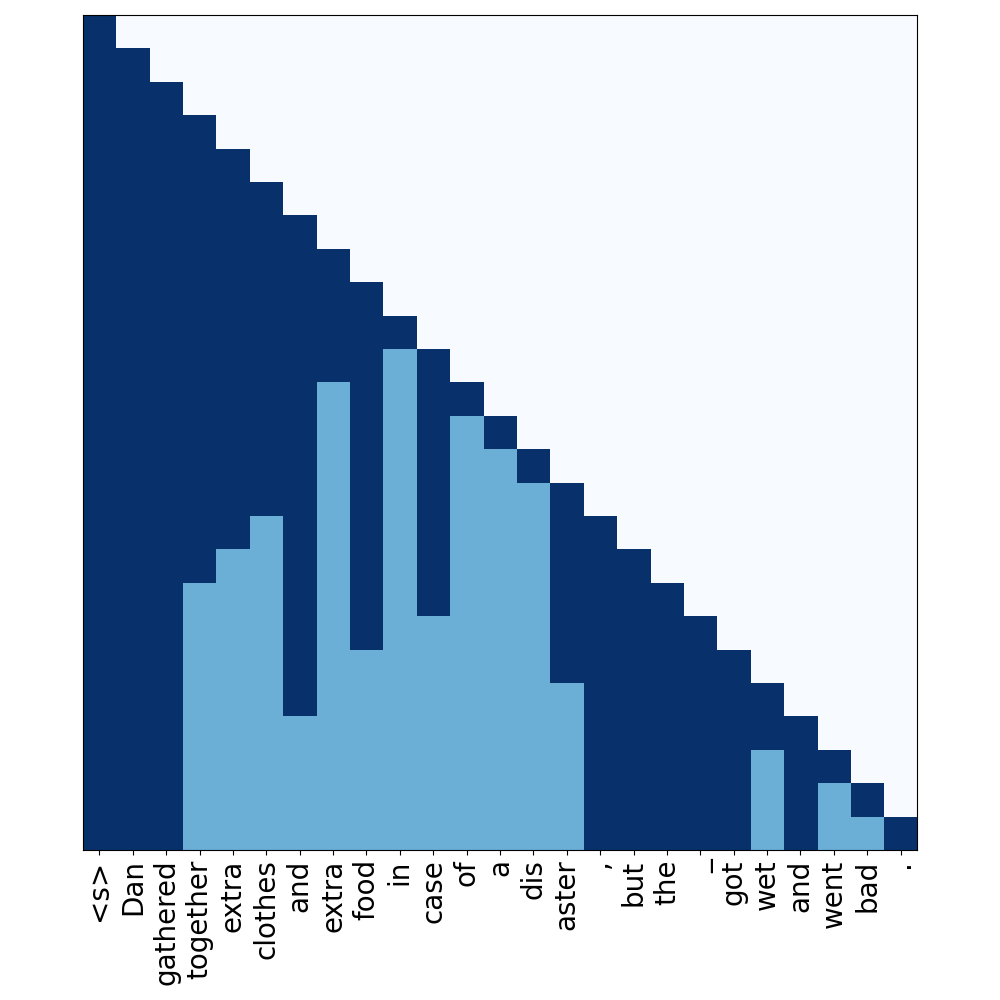 <s>
Dan
gathered
together
extra
clothes
and
extra
food
in
case
of
a
dis
aster
,
but
the
_
got
wet
and
went
bad
.